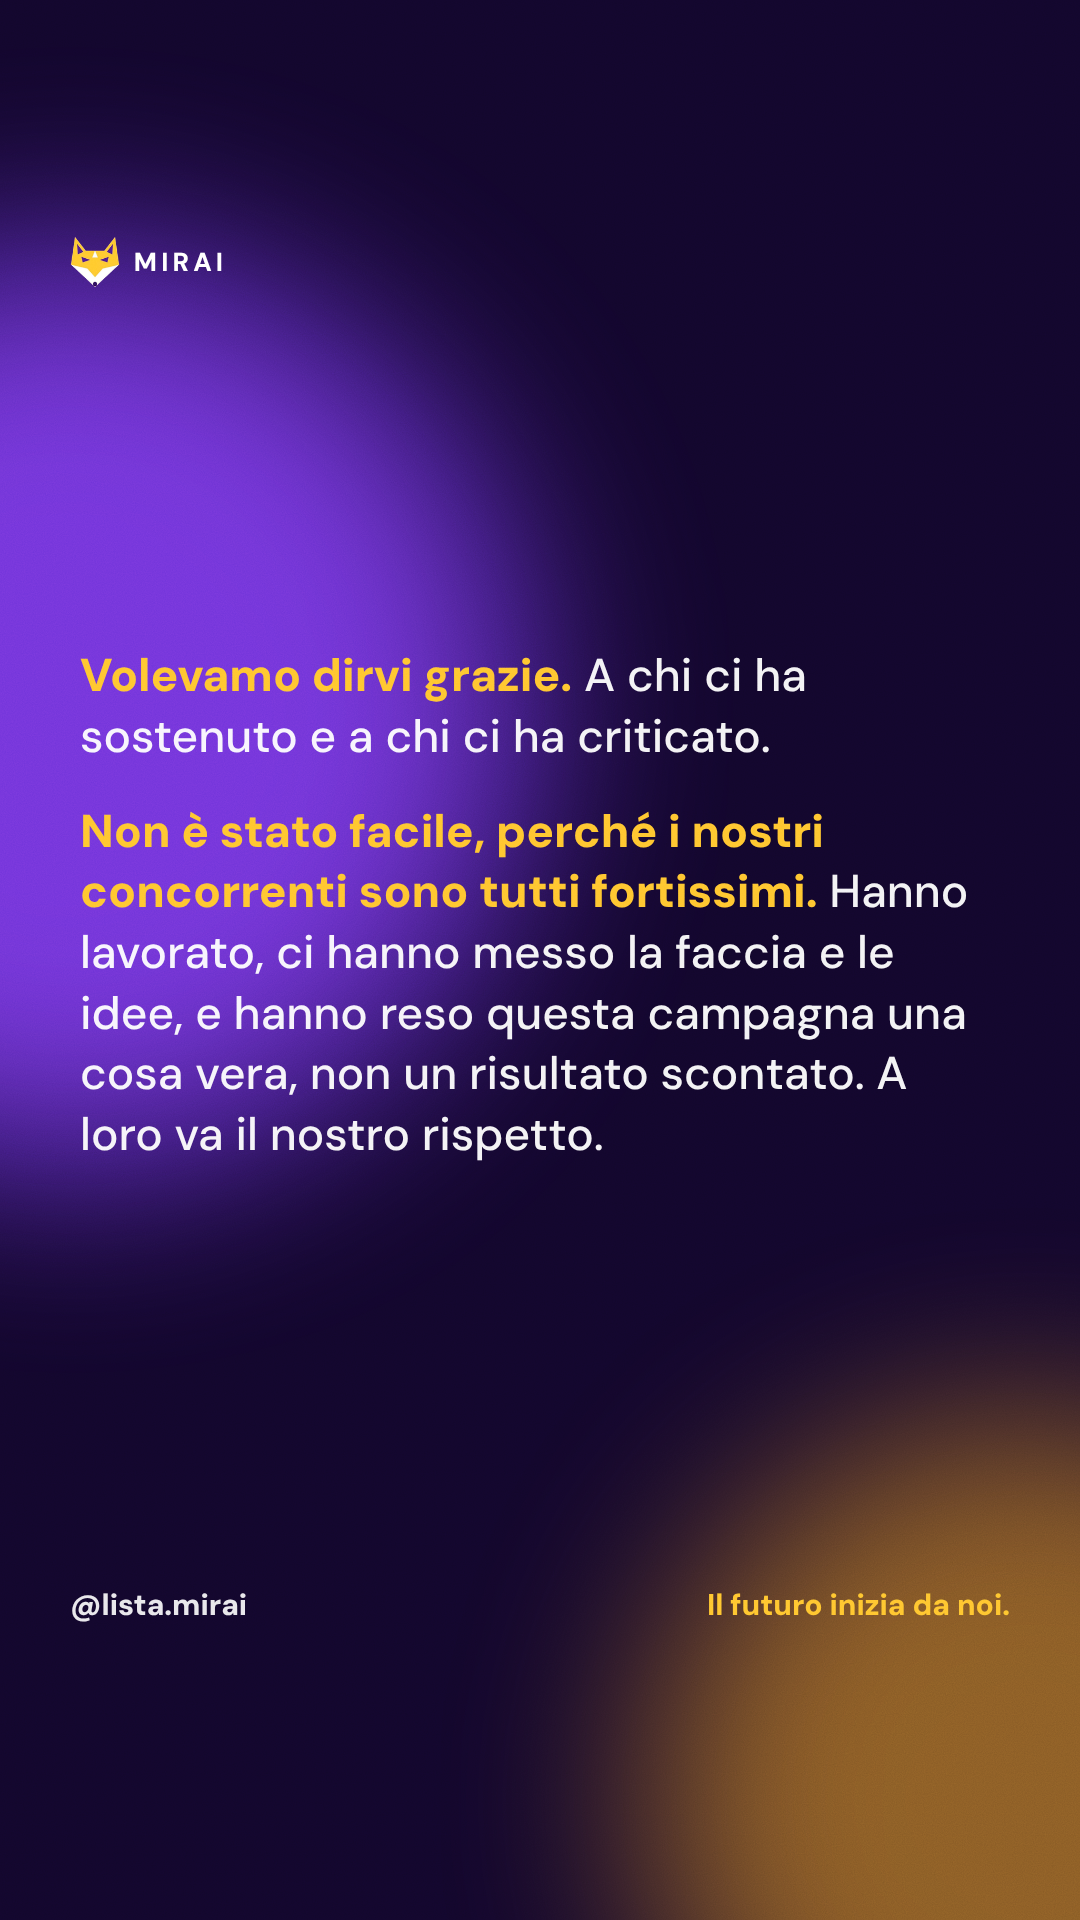 MIRAI
Volevamo dirvi grazie. A chi ci ha
sostenuto e a chi ci ha criticato.
Non è stato facile, perché i nostri
concorrenti sono tutti fortissimi. Hanno
lavorato, ci hanno messo la faccia e le
idee, e hanno reso questa campagna una
cosa vera, non un risultato scontato. A
loro va il nostro rispetto.
@lista.mirai
Il futuro inizia da noi.